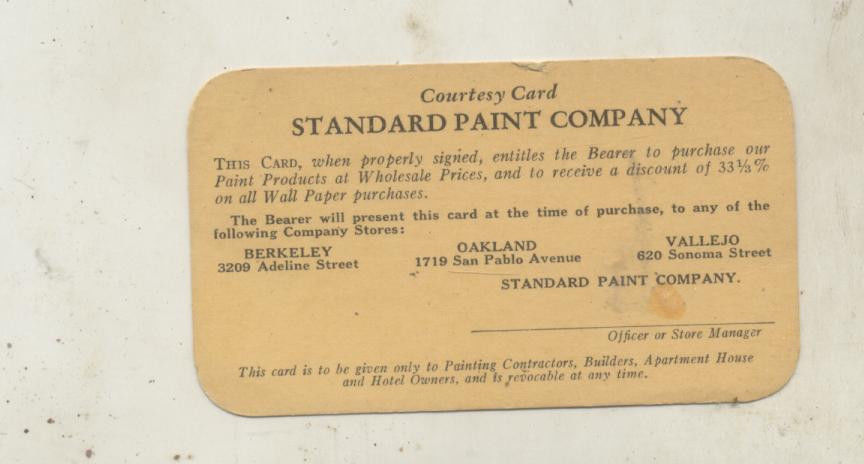 Courtesy Card
STANDARD PAINT COMPANY
THIS CARD, when properly signed, entitles the Bearer to purchase our
Paint Products at Wholesale Prices, and to receive a discount of 33⅓%
on all Wall Paper purchases.
The Bearer will present this card at the time of purchase, to any of the
following Company Stores:
BERKELEY OAKLAND VALLEJO
3209 Adeline Street 1719 San Pablo Avenue 620 Sonoma Street
STANDARD PAINT COMPANY.
Officer or Store Manager
This card is to be given only to Painting Contractors, Builders, Apartment House
and Hotel Owners, and is revocable at any time.